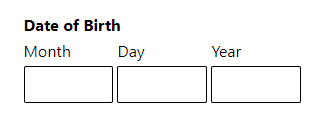 Date of Birth
Month Day Year